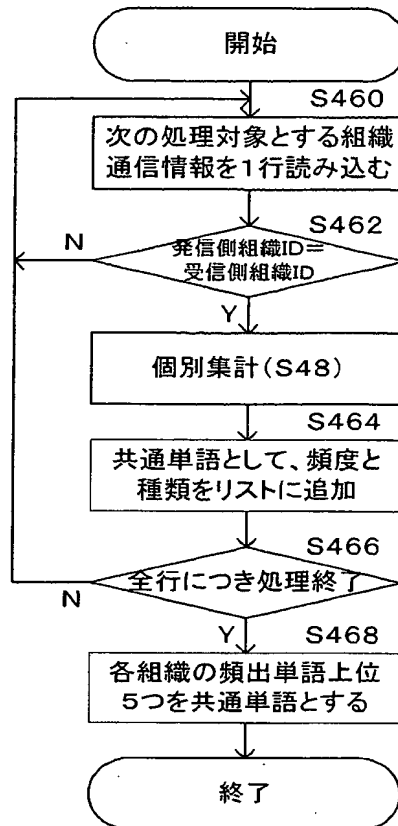 開始
S460
次の処理対象とする組織
通信情報を1行読み込む
S462
N
発信側組織ID=
受信側組織ID
Y
個別集計(S48)
S464
共通単語として、頻度と
種類をリストに追加
S466
N
全行につき処理終了
Y
S468
各組織の頻出単語上位
5つを共通単語とする
終了